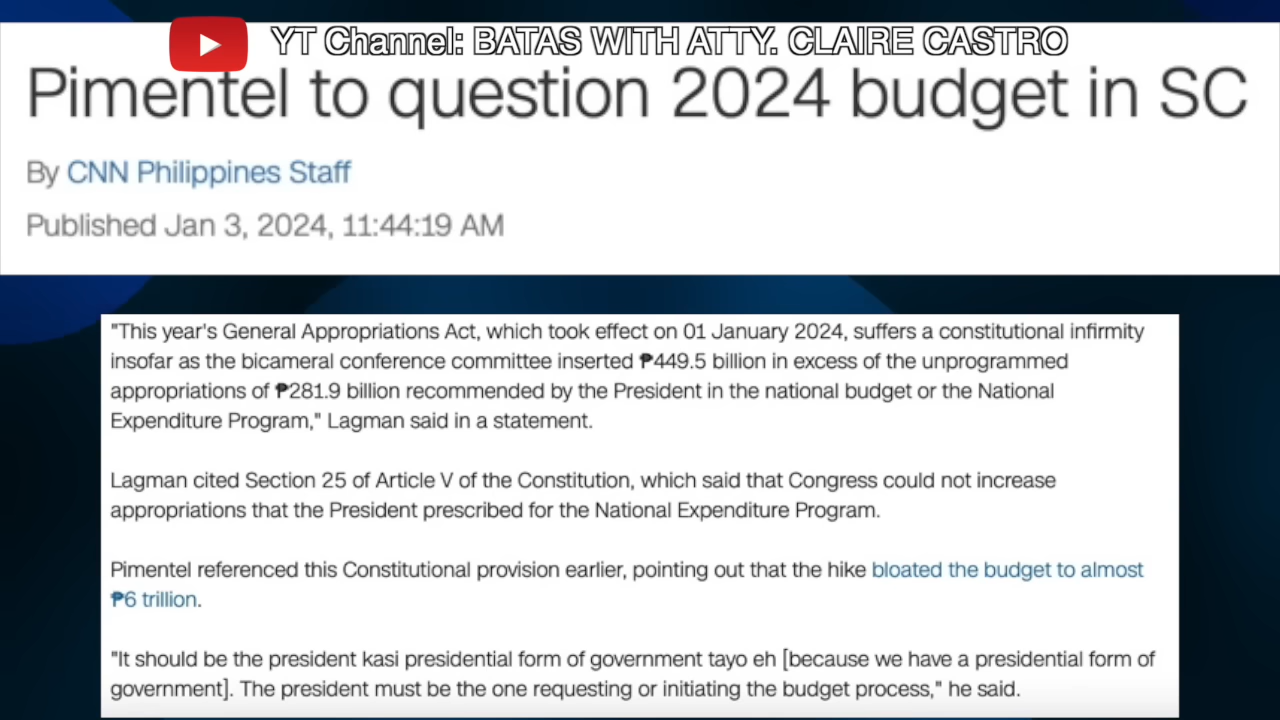 YT Channel: BATAS WITH ATTY. CLAIRE CASTRO
Pimentel to question 2024 budget in SC
By CNN Philippines Staff
Published Jan 3, 2024, 11:44:19 AM
"This year's General Appropriations Act, which took effect on 01 January 2024, suffers a constitutional infirmity
insofar as the bicameral conference committee inserted ₱449.5 billion in excess of the unprogrammed
appropriations of ₱281.9 billion recommended by the President in the national budget or the National
Expenditure Program," Lagman said in a statement.
Lagman cited Section 25 of Article V of the Constitution, which said that Congress could not increase
appropriations that the President prescribed for the National Expenditure Program.
Pimentel referenced this Constitutional provision earlier, pointing out that the hike bloated the budget to almost
₱6 trillion.
"It should be the president kasi presidential form of government tayo eh [because we have a presidential form of
government]. The president must be the one requesting or initiating the budget process," he said.